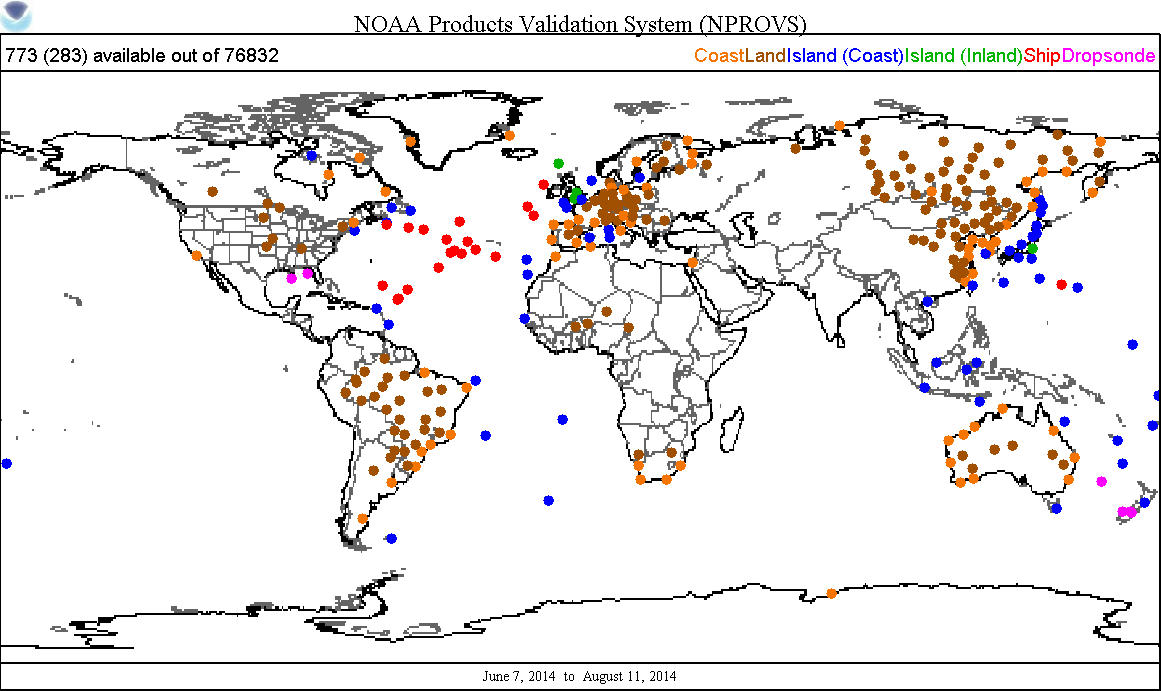 NOAA Products Validation System (NPROVS)
773 (283) available out of 76832 CoastLandIsland (Coast)Island (Inland)ShipDropsonde
June 7, 2014 to August 11, 2014